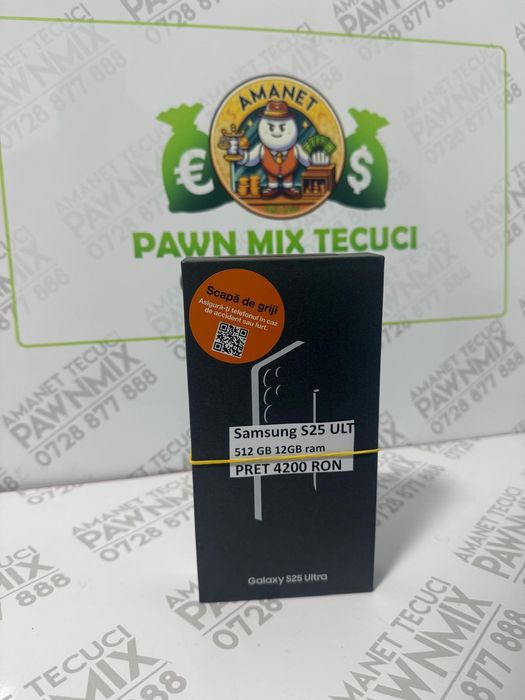 AMANET
€
$
PAWN MIX TECUCI
Scapă de griji
Asigură-ți telefonul în caz
de accident sau furt.
Samsung S25 ULT
512 GB 12GB ram
PRET 4200 RON
Galaxy S25 Ultra
AMANET TECUCI
PAWNMIX
0728 877 888